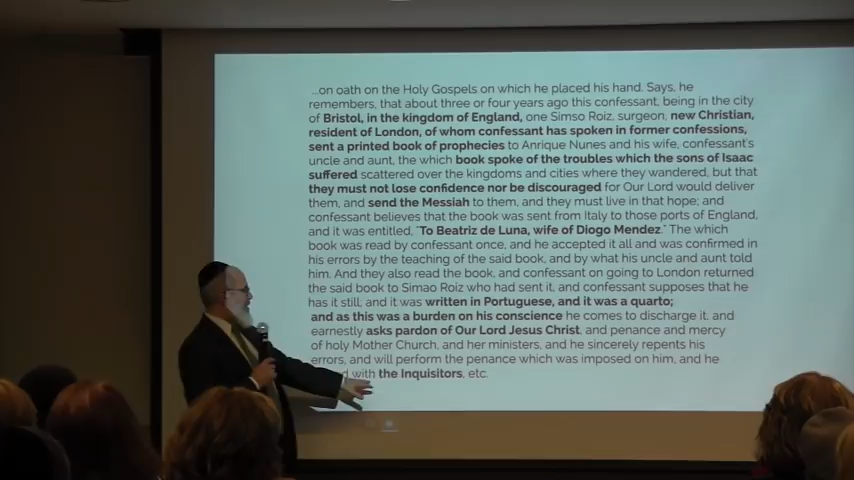 ...on oath on the Holy Gospels on which he placed his hand. Says, he
remembers, that about three or four years ago this confessant, being in the city
of Bristol, in the kingdom of England, one Simso Roiz, surgeon, new Christian,
resident of London, of whom confessant has spoken in former confessions,
sent a printed book of prophecies to Anrique Nunes and his wife, confessant's
uncle and aunt, the which book spoke of the troubles which the sons of Isaac
suffered scattered over the kingdoms and cities where they wandered, but that
they must not lose confidence nor be discouraged for Our Lord would deliver
them, and send the Messiah to them, and they must live in that hope; and
confessant believes that the book was sent from Italy to those ports of England,
and it was entitled, "To Beatriz de Luna, wife of Diogo Mendez." The which
book was read by confessant once, and he accepted it all and was confirmed in
his errors by the teaching of the said book, and by what his uncle and aunt told
him. And they also read the book, and confessant on going to London returned
the said book to Simao Roiz who had sent it, and confessant supposes that he
has it still, and it was written in Portuguese, and it was a quarto;
and as this was a burden on his conscience he comes to discharge it, and
earnestly asks pardon of Our Lord Jesus Christ, and penance and mercy
of holy Mother Church, and her ministers, and he sincerely repents his
errors, and will perform the penance which was imposed on him, and he
with the Inquisitors, etc.